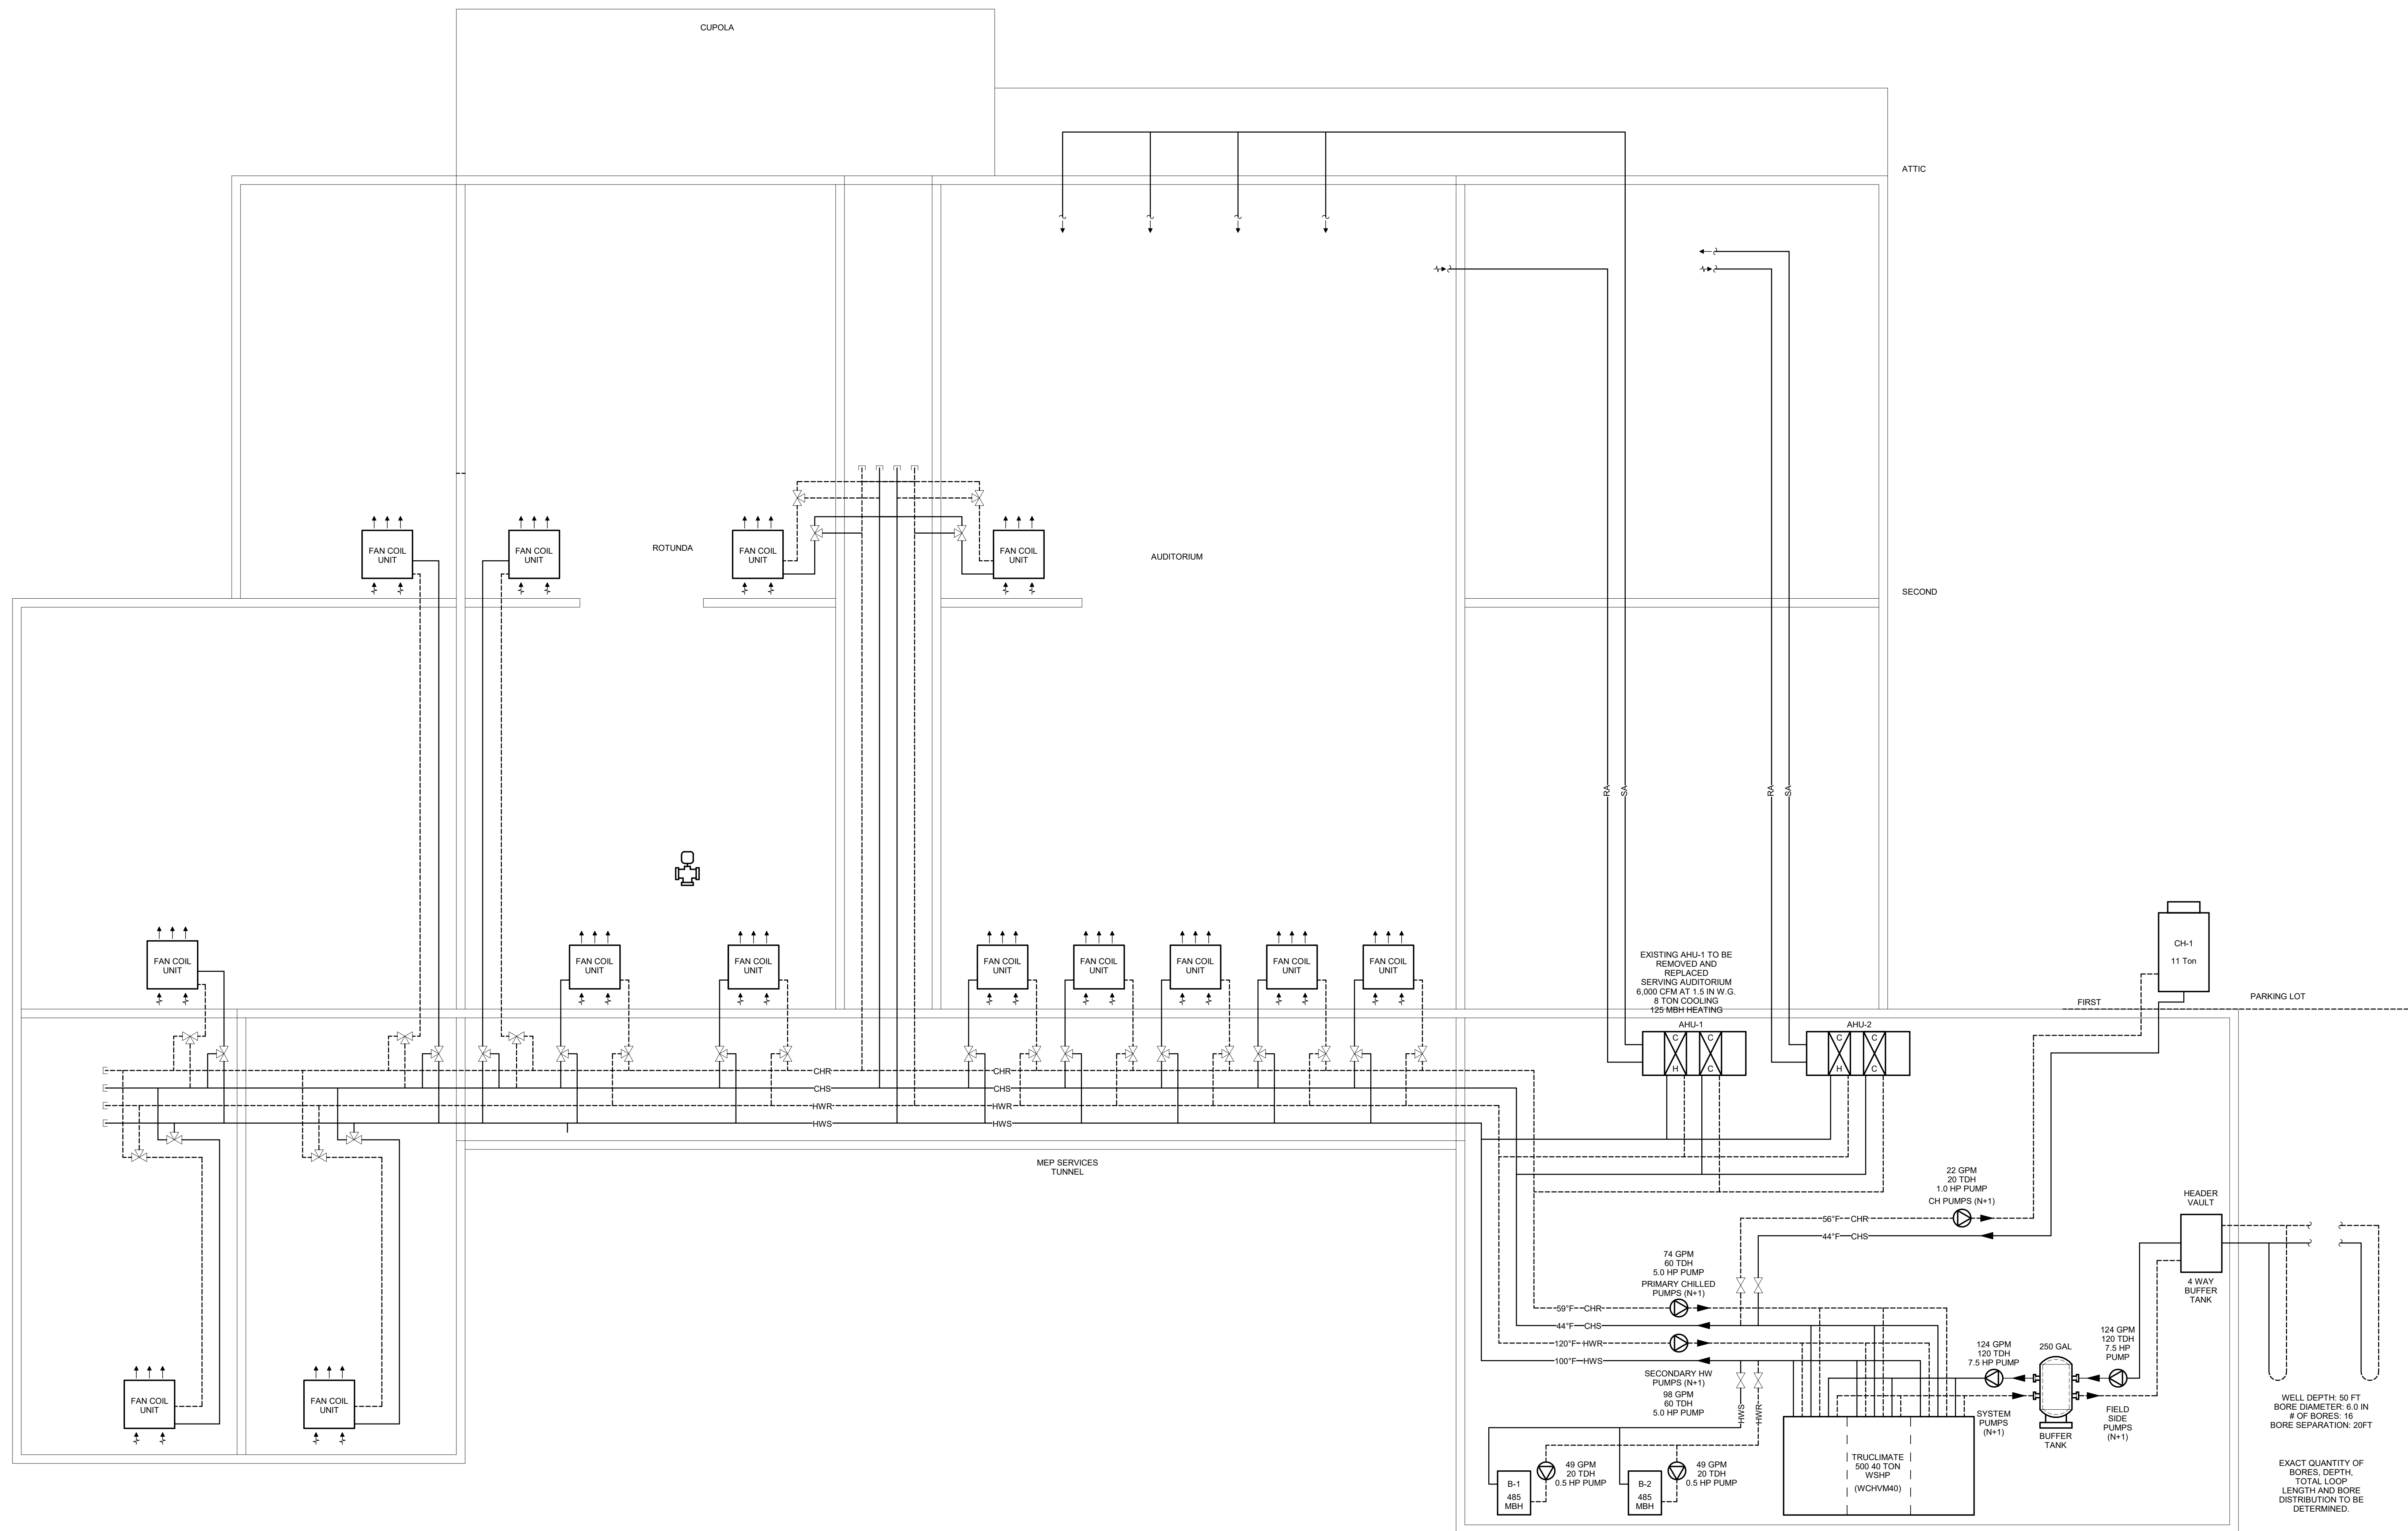 CUPOLA
ATTIC
FAN COIL
UNIT
FAN COIL
UNIT
ROTUNDA
FAN COIL
UNIT
FAN COIL
UNIT
AUDITORIUM
SECOND
RA
SA
RA
SA
FAN COIL
UNIT
FAN COIL
UNIT
FAN COIL
UNIT
FAN COIL
UNIT
FAN COIL
UNIT
FAN COIL
UNIT
FAN COIL
UNIT
FAN COIL
UNIT
EXISTING AHU-1 TO BE
REMOVED AND
REPLACED
SERVING AUDITORIUM
6,000 CFM AT 1.5 IN W.G.
8 TON COOLING
125 MBH HEATING
CH-1
11 Ton
FIRST
PARKING LOT
AHU-1
C
H
C
C
AHU-2
C
H
C
C
CHR
CHR
CHS
CHS
HWR
HWR
HWS
HWS
MEP SERVICES
TUNNEL
22 GPM
20 TDH
1.0 HP PUMP
CH PUMPS (N+1)
56°F CHR
44°F CHS
HEADER
VAULT
4 WAY
BUFFER
TANK
74 GPM
60 TDH
5.0 HP PUMP
PRIMARY CHILLED
PUMPS (N+1)
59°F CHR
44°F CHS
120°F HWR
100°F HWS
SECONDARY HW
PUMPS (N+1)
98 GPM
60 TDH
5.0 HP PUMP
HWS
HWR
124 GPM
120 TDH
7.5 HP PUMP
SYSTEM
PUMPS
(N+1)
250 GAL
BUFFER
TANK
124 GPM
120 TDH
7.5 HP
PUMP
FIELD
SIDE
PUMPS
(N+1)
WELL DEPTH: 50 FT
BORE DIAMETER: 6.0 IN
# OF BORES: 16
BORE SEPARATION: 20FT
EXACT QUANTITY OF
BORES, DEPTH,
TOTAL LOOP
LENGTH AND BORE
DISTRIBUTION TO BE
DETERMINED.
FAN COIL
UNIT
FAN COIL
UNIT
B-1
485
MBH
49 GPM
20 TDH
0.5 HP PUMP
B-2
485
MBH
49 GPM
20 TDH
0.5 HP PUMP
TRUCLIMATE
500 40 TON
WSHP
(WCHVM40)